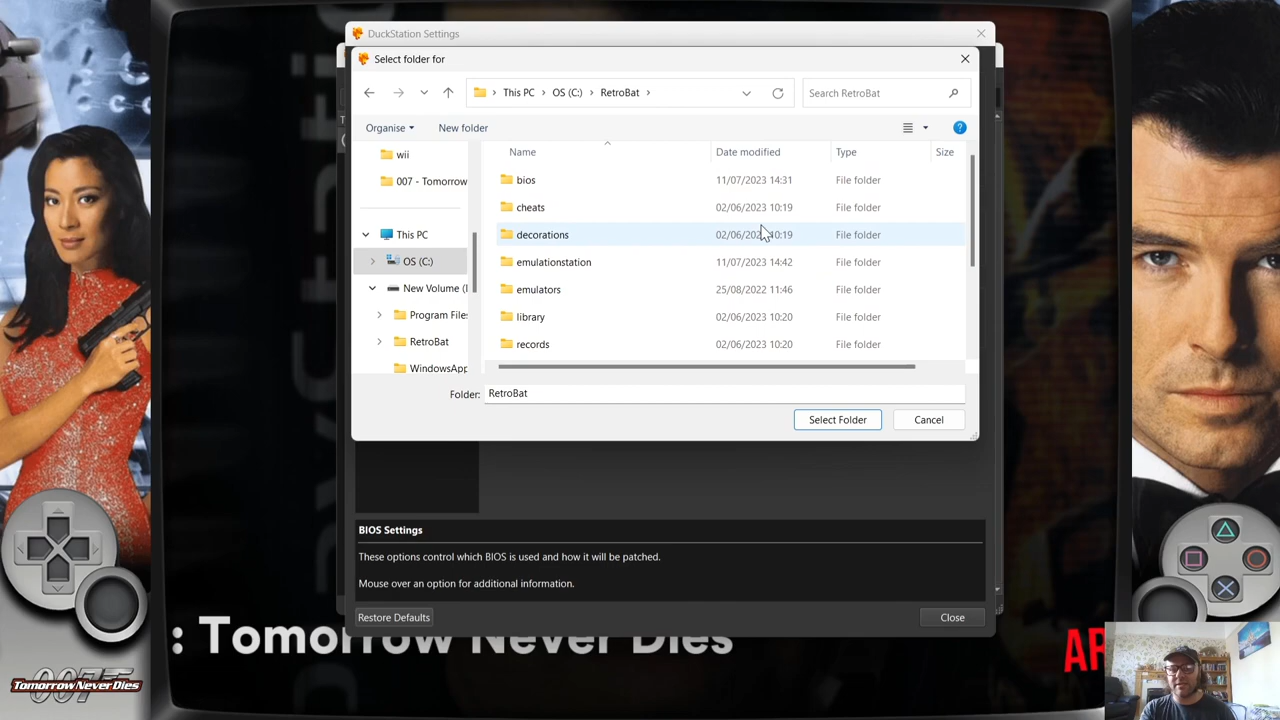 DuckStation Settings
Select folder for
This PC > OS (C:) > RetroBat >
Search RetroBat
Organise
New folder
Name
Date modified
Type
Size
wii
007 - Tomorrow
This PC
OS (C:)
New Volume (
Program Files
RetroBat
WindowsApp
bios 11/07/2023 14:31 File folder
cheats 02/06/2023 10:19 File folder
decorations 02/06/202 10:19 File folder
emulationstation 11/07/2023 14:42 File folder
emulators 25/08/2022 11:46 File folder
library 02/06/2023 10:20 File folder
records 02/06/2023 10:20 File folder
Folder: RetroBat
Select Folder
Cancel
BIOS Settings
These options control which BIOS is used and how it will be patched.
Mouse over an option for additional information.
Restore Defaults
Close
: Tomorrow Never Dies
007
TOMORROW NEVER DIES